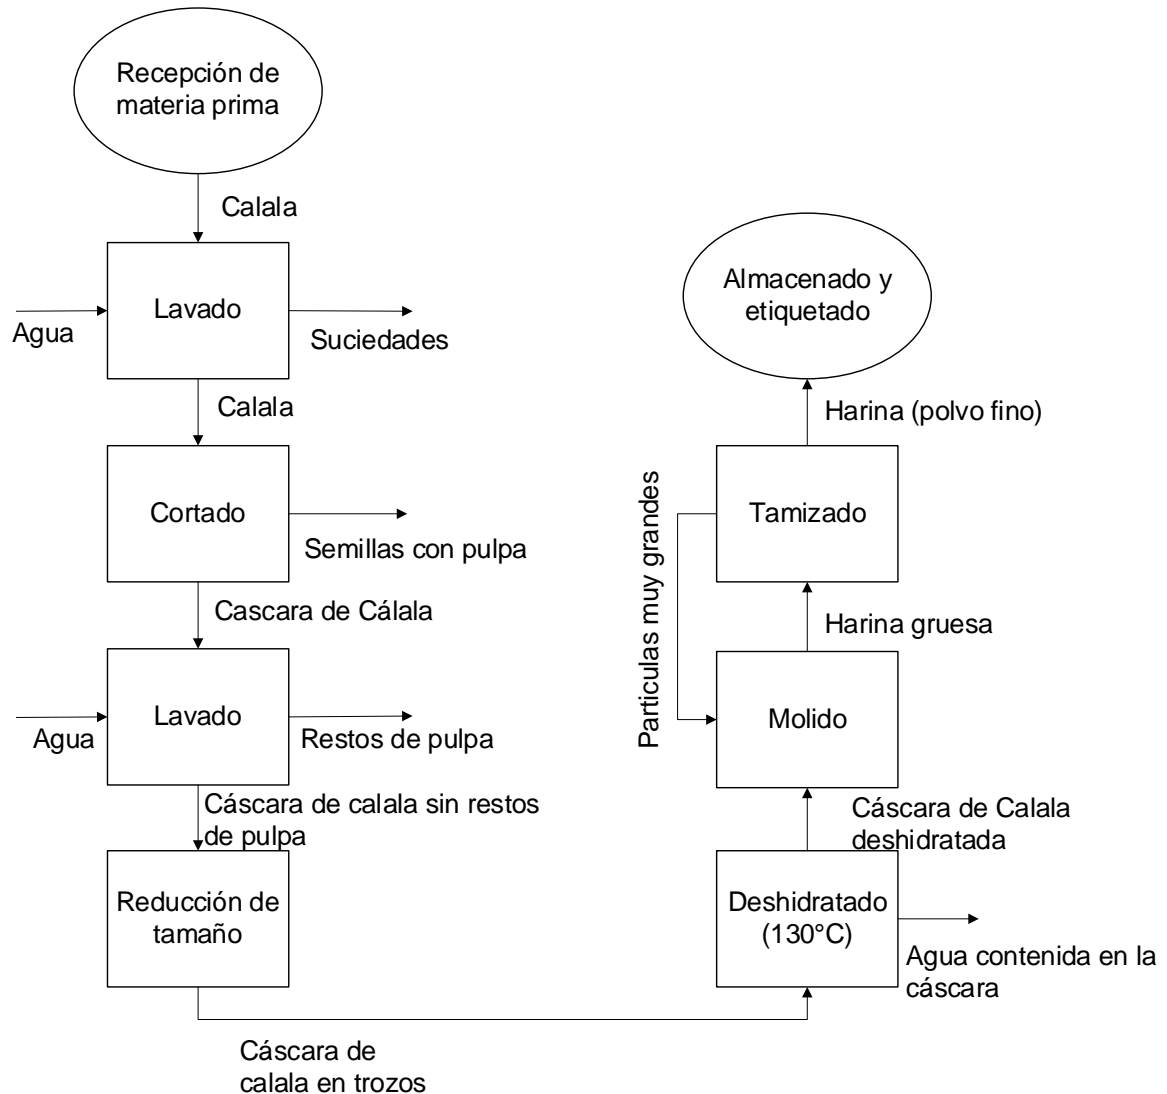 Recepción de
materia prima
Calala
Lavado
Agua
Suciedades
Calala
Cortado
Semillas con pulpa
Cascara de Cálala
Lavado
Agua
Restos de pulpa
Cáscara de calala sin restos
de pulpa
Reducción de
tamaño
Cáscara de
calala en trozos
Deshidratado
(130°C)
Agua contenida en la
cáscara
Cáscara de Calala
deshidratada
Molido
Harina gruesa
Particulas muy grandes
Tamizado
Harina (polvo fino)
Almacenado y
etiquetado